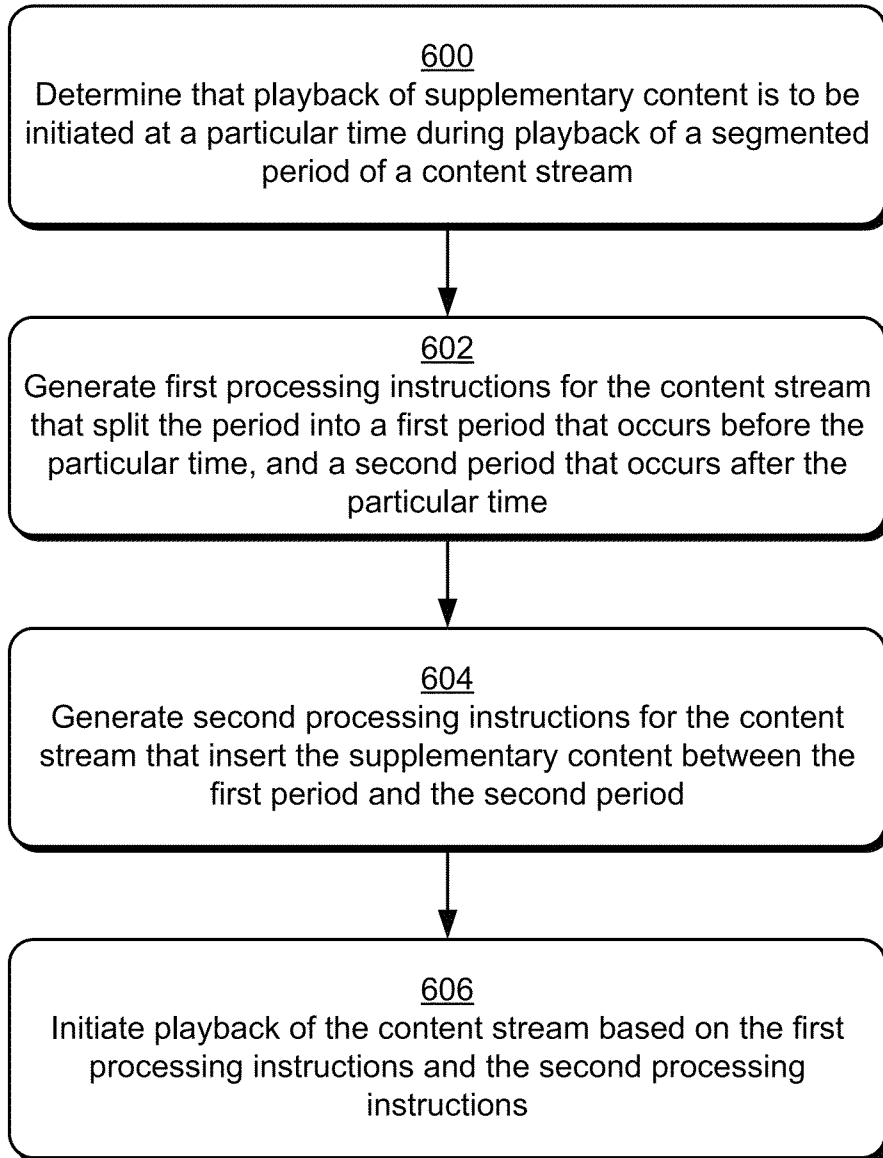 600
Determine that playback of supplementary content is to be
initiated at a particular time during playback of a segmented
period of a content stream
602
Generate first processing instructions for the content stream
that split the period into a first period that occurs before the
particular time, and a second period that occurs after the
particular time
604
Generate second processing instructions for the content
stream that insert the supplementary content between the
first period and the second period
606
Initiate playback of the content stream based on the first
processing instructions and the second processing
instructions